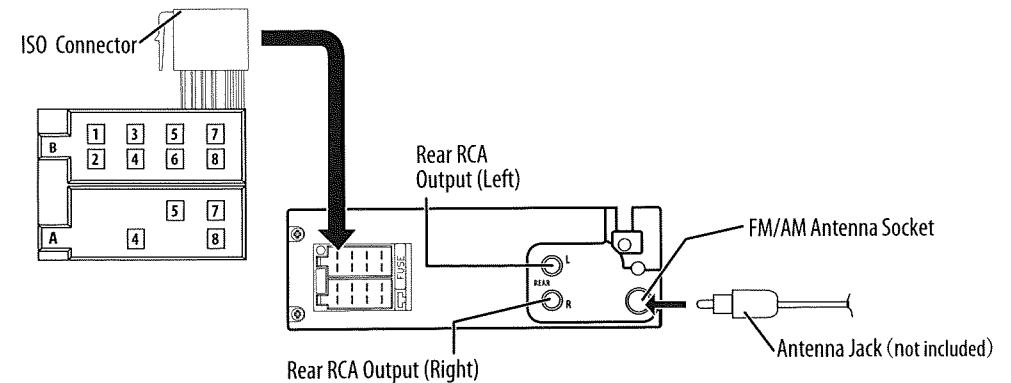 ISO Connector
B
1 3 5 7
2 4 6 8
A
5 7
4 8
Rear RCA
Output (Left)
FUSE
L
REAR
R
FM/AM Antenna Socket
Antenna Jack (not included)
Rear RCA Output (Right)